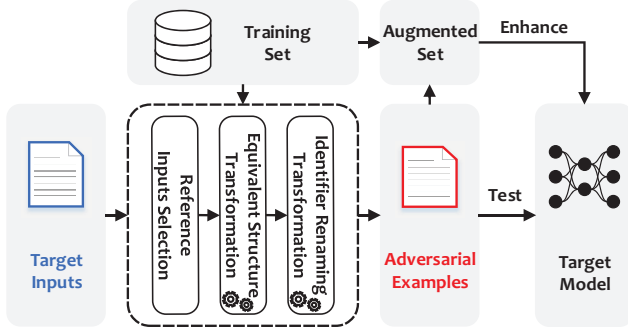 Training
Set
Augmented
Set
Enhance
Target
Inputs
Reference
Inputs Selection
Equivalent Structure
Transformation
Identifier Renaming
Transformation
Adversarial
Examples
Test
Target
Model